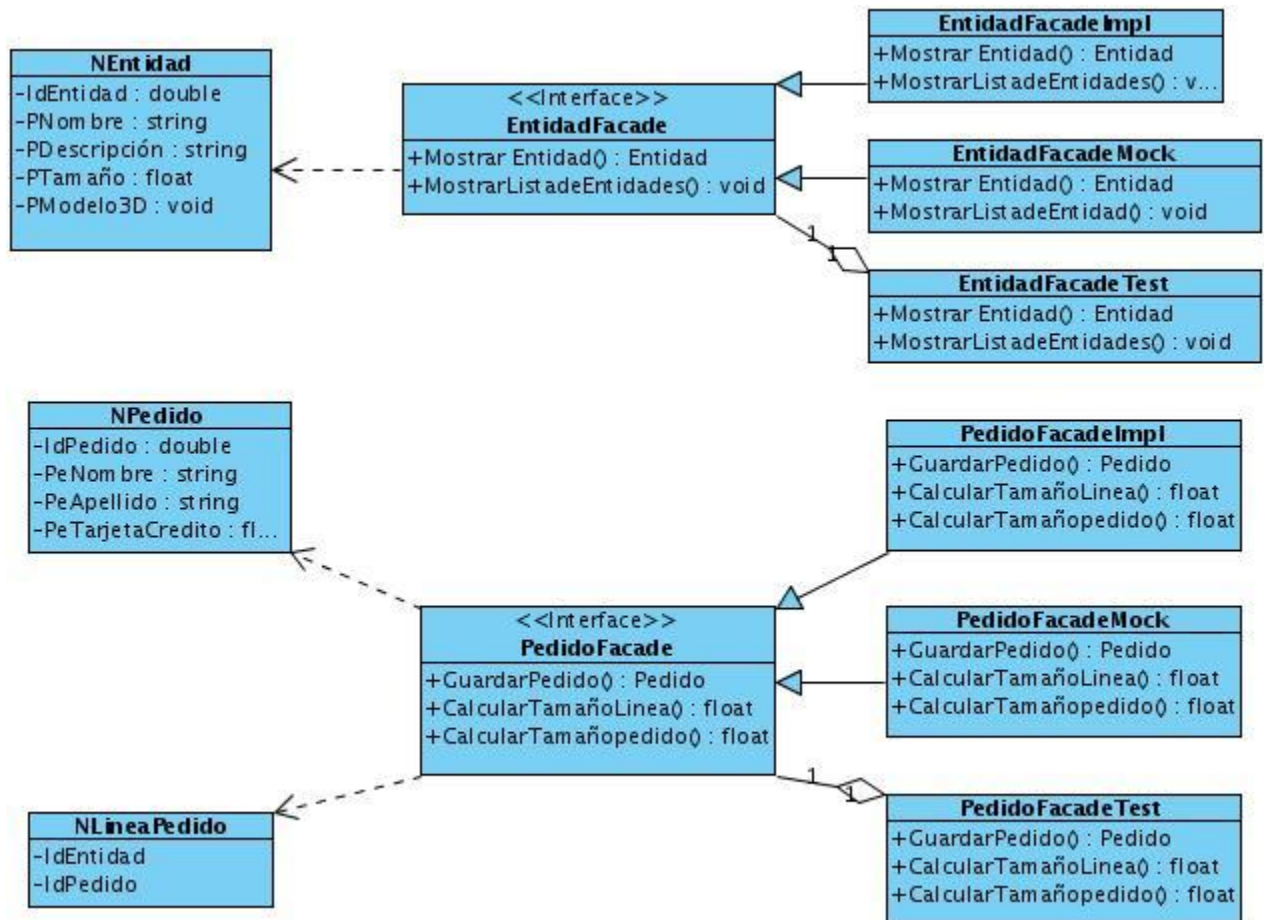 NEntidad
-IdEntidad : double
-PNombre : string
-PDescripción : string
-PTamaño : float
-PModelo3D : void
<<Interface>>
EntidadFacade
+Mostrar Entidad() : Entidad
+MostrarListadeEntidades() : void
EntidadFacadeImpl
+Mostrar Entidad() : Entidad
+MostrarListadeEntidades() : v...
EntidadFacadeMock
+Mostrar Entidad() : Entidad
+MostrarListadeEntidad() : void
1
1
EntidadFacadeTest
+Mostrar Entidad() : Entidad
+MostrarListadeEntidades() : void
NPedido
-IdPedido : double
-PeNombre : string
-PeApellido : string
-PeTarjetaCredito : fl...
<<Interface>>
PedidoFacade
+GuardarPedido() : Pedido
+CalcularTamañoLinea() : float
+CalcularTamañopedido() : float
PedidoFacadeImpl
+GuardarPedido() : Pedido
+CalcularTamañoLinea() : float
+CalcularTamañopedido() : float
PedidoFacadeMock
+GuardarPedido() : Pedido
+CalcularTamañoLinea() : float
+CalcularTamañopedido() : float
1
1
PedidoFacadeTest
+GuardarPedido() : Pedido
+CalcularTamañoLinea() : float
+CalcularTamañopedido() : float
NLineaPedido
-IdEntidad
-IdPedido